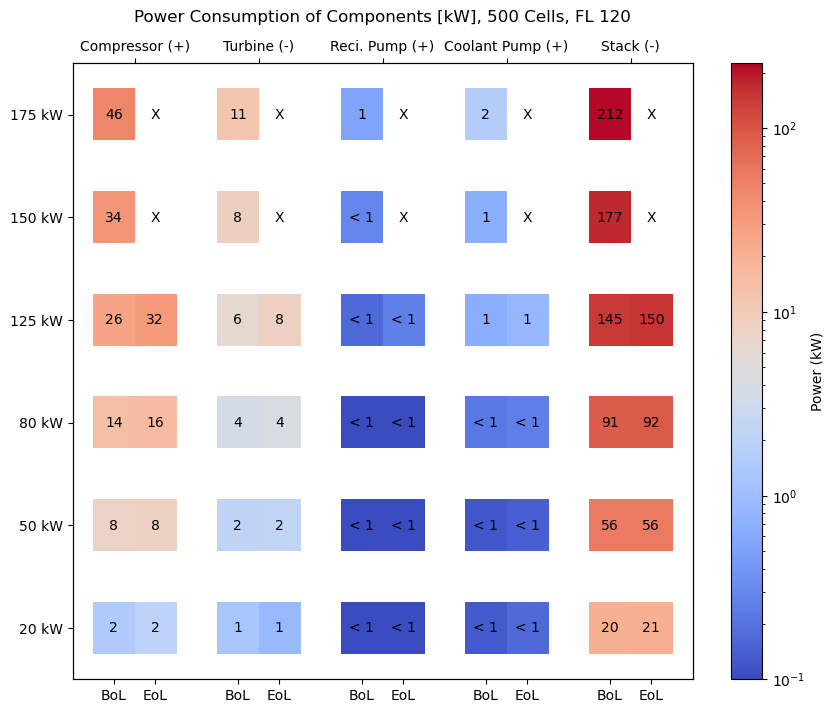 Power Consumption of Components [kW], 500 Cells, FL 120
Compressor (+) Turbine (-) Reci. Pump (+) Coolant Pump (+) Stack (-)
175 kW 46 X 11 X 1 X 2 X 212 X
150 kW 34 X 8 X < 1 X 1 X 177 X
125 kW 26 32 6 8 < 1 < 1 1 1 145 150
80 kW 14 16 4 4 < 1 < 1 < 1 < 1 91 92
50 kW 8 8 2 2 < 1 < 1 < 1 < 1 56 56
20 kW 2 2 1 1 < 1 < 1 < 1 < 1 20 21
BoL EoL BoL EoL BoL EoL BoL EoL BoL EoL
10² 
10¹
10⁰
10⁻¹
Power (kW)